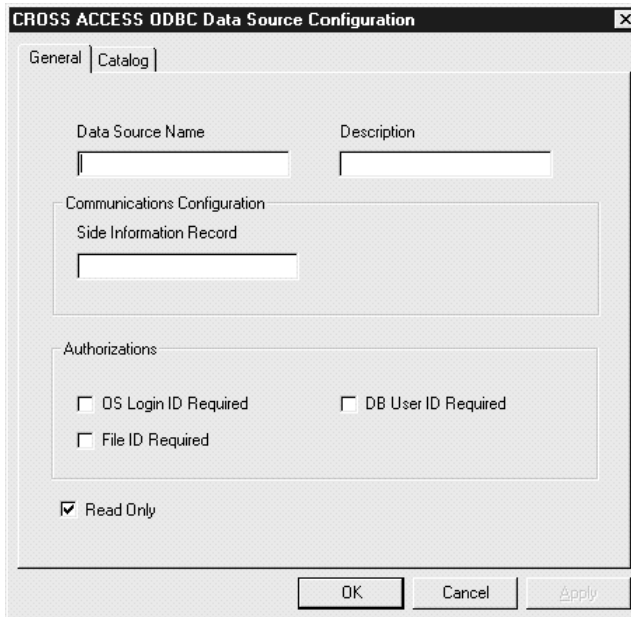 CROSS ACCESS ODBC Data Source Configuration
General Catalog
Data Source Name Description
Communications Configuration
Side Information Record
Authorizations
OS Login ID Required DB User ID Required
File ID Required
Read Only
OK Cancel Apply